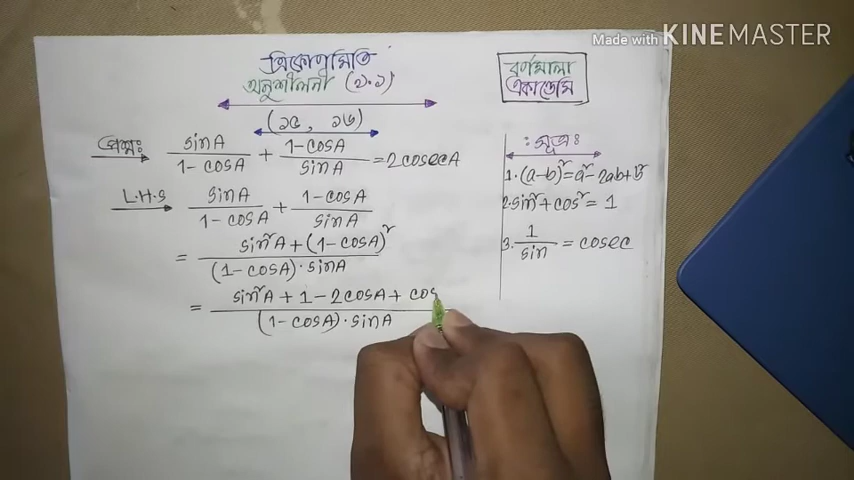 Made with KINEMASTER
ত্রিকোণমিতি
অনুশীলনী (৯.১)
(১৫, ১৬)
প্রশ্নঃ sinA/(1-cosA) + (1-cosA)/sinA = 2cosecA
L.H.S sinA/(1-cosA) + (1-cosA)/sinA
= (sin²A + (1-cosA)²)/((1-cosA)·sinA)
= (sin²A + 1 - 2cosA + cos)/((1-cosA)·sinA)
বর্ণমালা
একাডেমি
:সূত্রঃ
1.(a-b)² = a² - 2ab + b²
2.sin² + cos² = 1
3. 1/sin = cosec